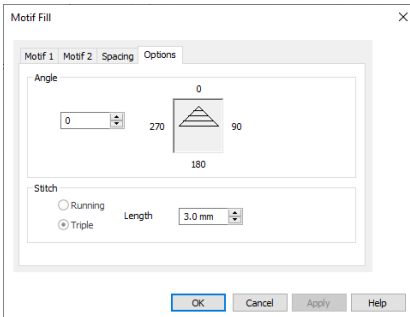 Motif Fill
Motif 1 Motif 2 Spacing Options
Angle
0
0
270 90
180
Stitch
Running
Triple
Length 3.0 mm
OK Cancel Apply Help